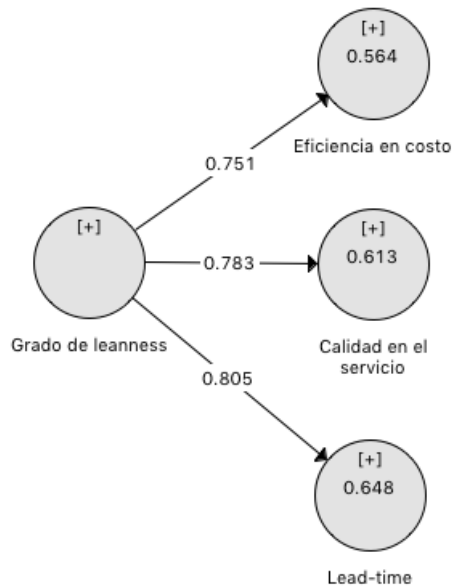 [+]
0.564
Eficiencia en costo
0.751
[+]
Grado de leanness
0.783
[+]
0.613
Calidad en el
servicio
0.805
[+]
0.648
Lead-time